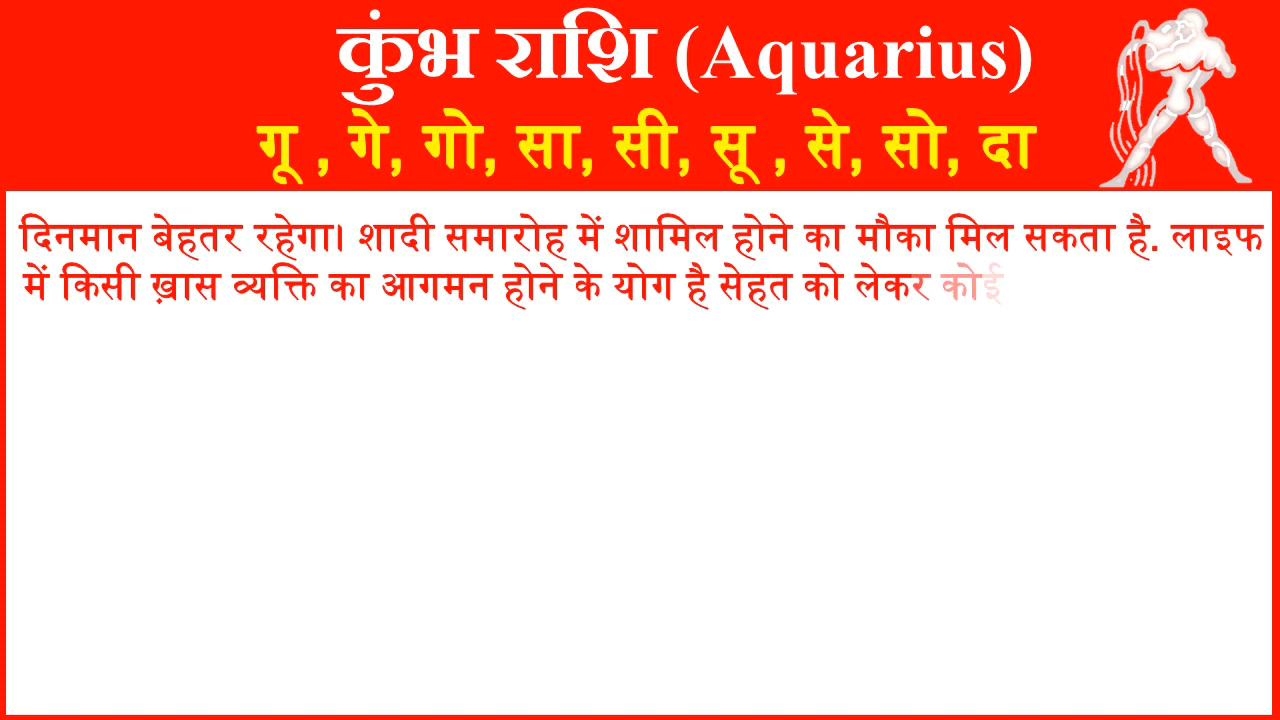 कुंभ राशि (Aquarius)
गू , गे, गो, सा, सी, सू , से, सो, दा
दिनमान बेहतर रहेगा। शादी समारोह में शामिल होने का मौका मिल सकता है. लाइफ
में किसी ख़ास व्यक्ति का आगमन होने के योग है सेहत को लेकर कोई